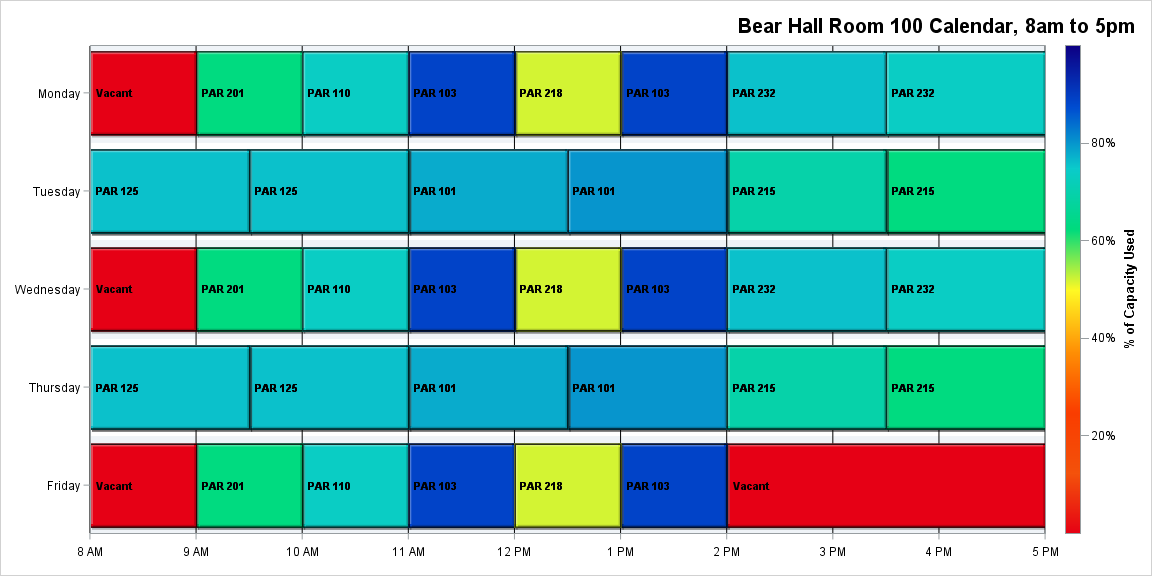 Bear Hall Room 100 Calendar, 8am to 5pm
Monday
Vacant
PAR 201
PAR 110
PAR 103
PAR 218
PAR 103
PAR 232
PAR 232
Tuesday
PAR 125
PAR 125
PAR 101
PAR 101
PAR 215
PAR 215
Wednesday
Vacant
PAR 201
PAR 110
PAR 103
PAR 218
PAR 103
PAR 232
PAR 232
Thursday
PAR 125
PAR 125
PAR 101
PAR 101
PAR 215
PAR 215
Friday
Vacant
PAR 201
PAR 110
PAR 103
PAR 218
PAR 103
Vacant
8 AM
9 AM
10 AM
11 AM
12 PM
1 PM
2 PM
3 PM
4 PM
5 PM
80%
60%
40%
20%
% of Capacity Used